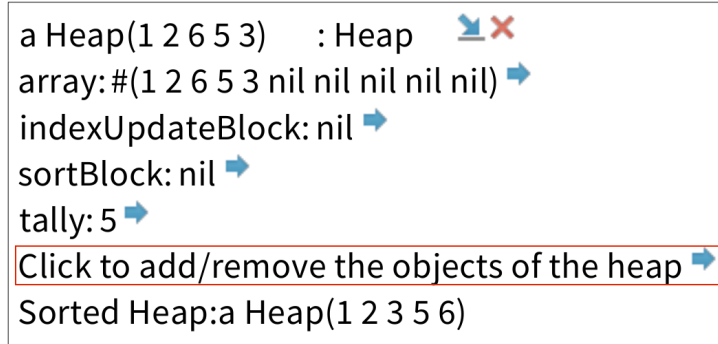 a Heap(1 2 6 5 3) : Heap
array: #(1 2 6 5 3 nil nil nil nil nil)
indexUpdateBlock: nil
sortBlock: nil
tally: 5
Click to add/remove the objects of the heap
Sorted Heap:a Heap(1 2 3 5 6)